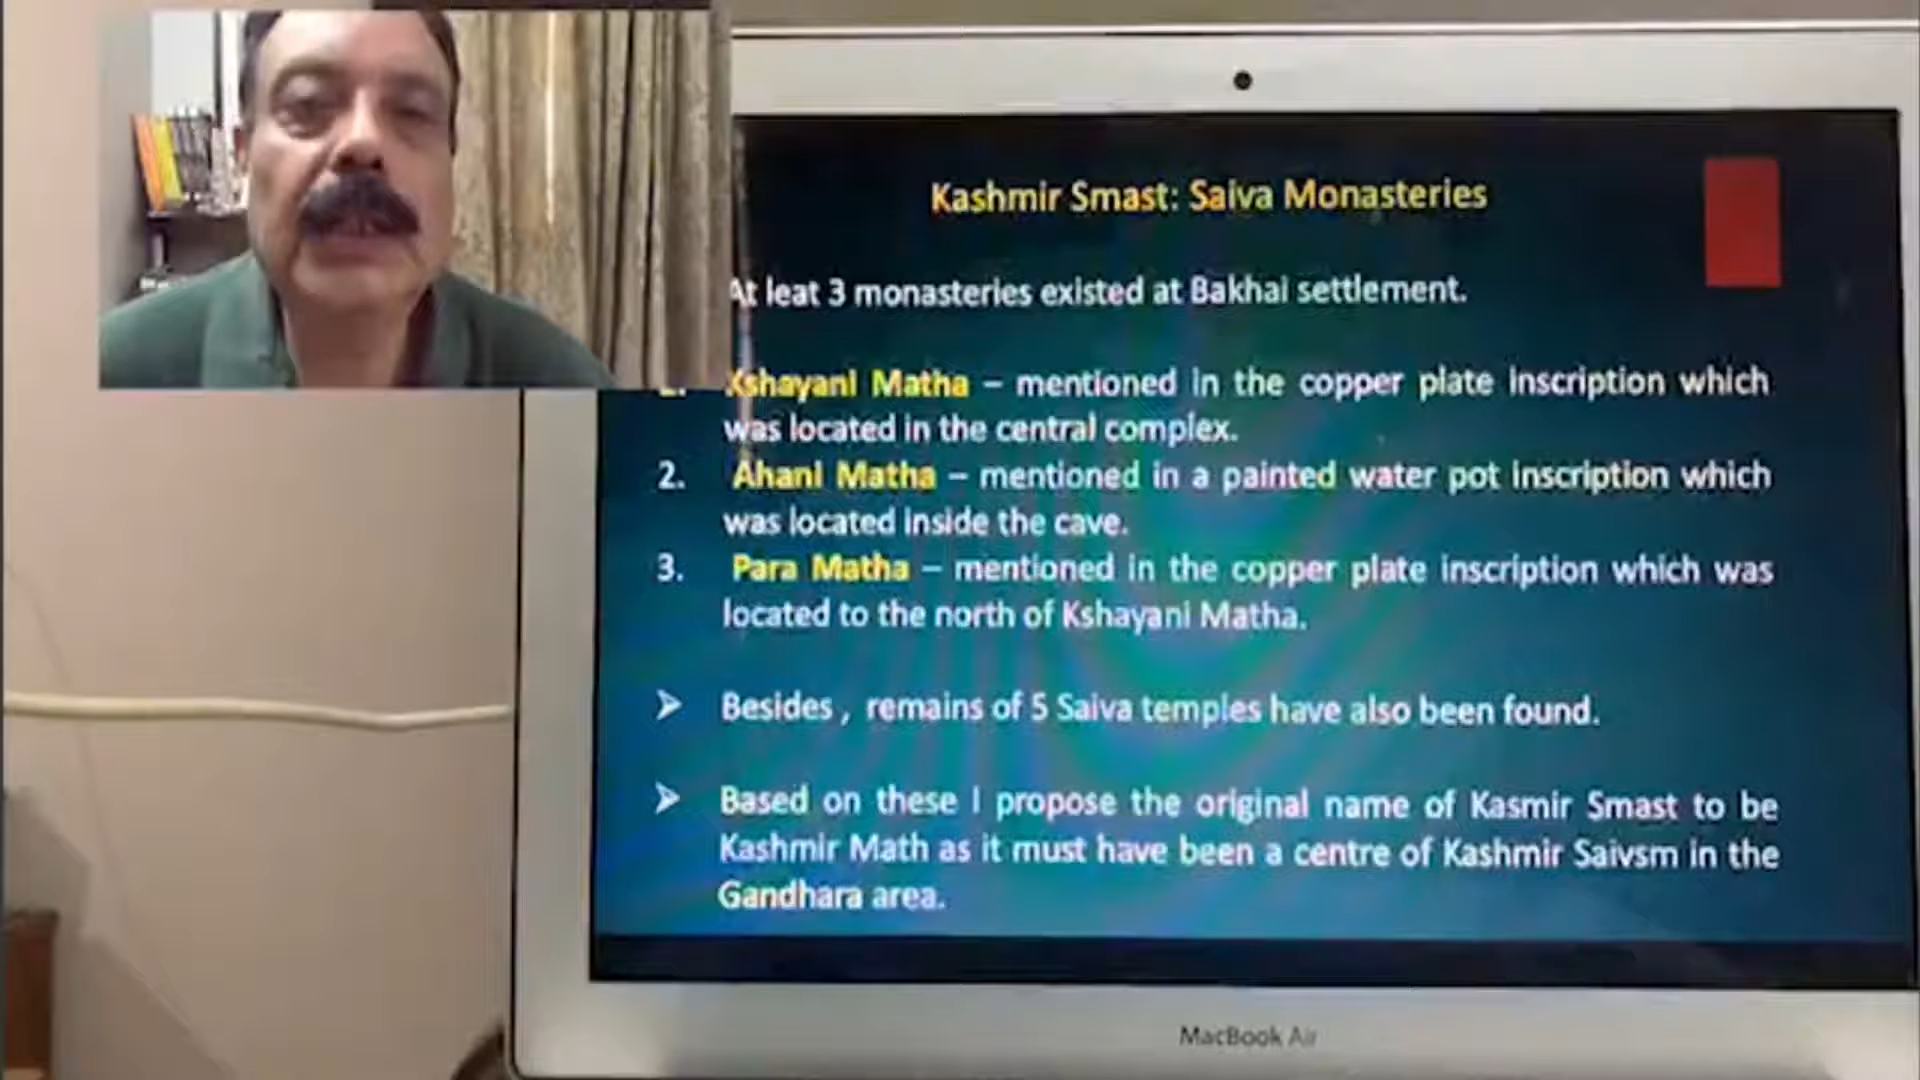 Kashmir Smast: Saiva Monasteries
At leat 3 monasteries existed at Bakhai settlement.
1. Kshayani Matha – mentioned in the copper plate inscription which
was located in the central complex.
2. Ahani Matha – mentioned in a painted water pot inscription which
was located inside the cave.
3. Para Matha – mentioned in the copper plate inscription which was
located to the north of Kshayani Matha.
➤ Besides , remains of 5 Saiva temples have also been found.
➤ Based on these I propose the original name of Kasmir Smast to be
Kashmir Math as it must have been a centre of Kashmir Saivsm in the
Gandhara area.
MacBook Air